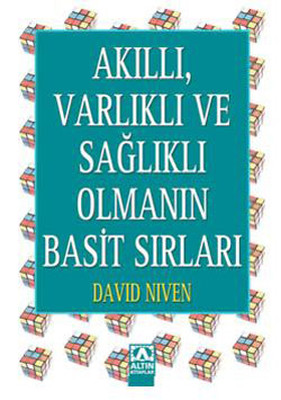 AKILLI,
VARLIKLI VE
SAĞLIKLI
OLMANIN
BASİT SIRLARI
DAVID NIVEN
ALTIN
KİTAPLAR